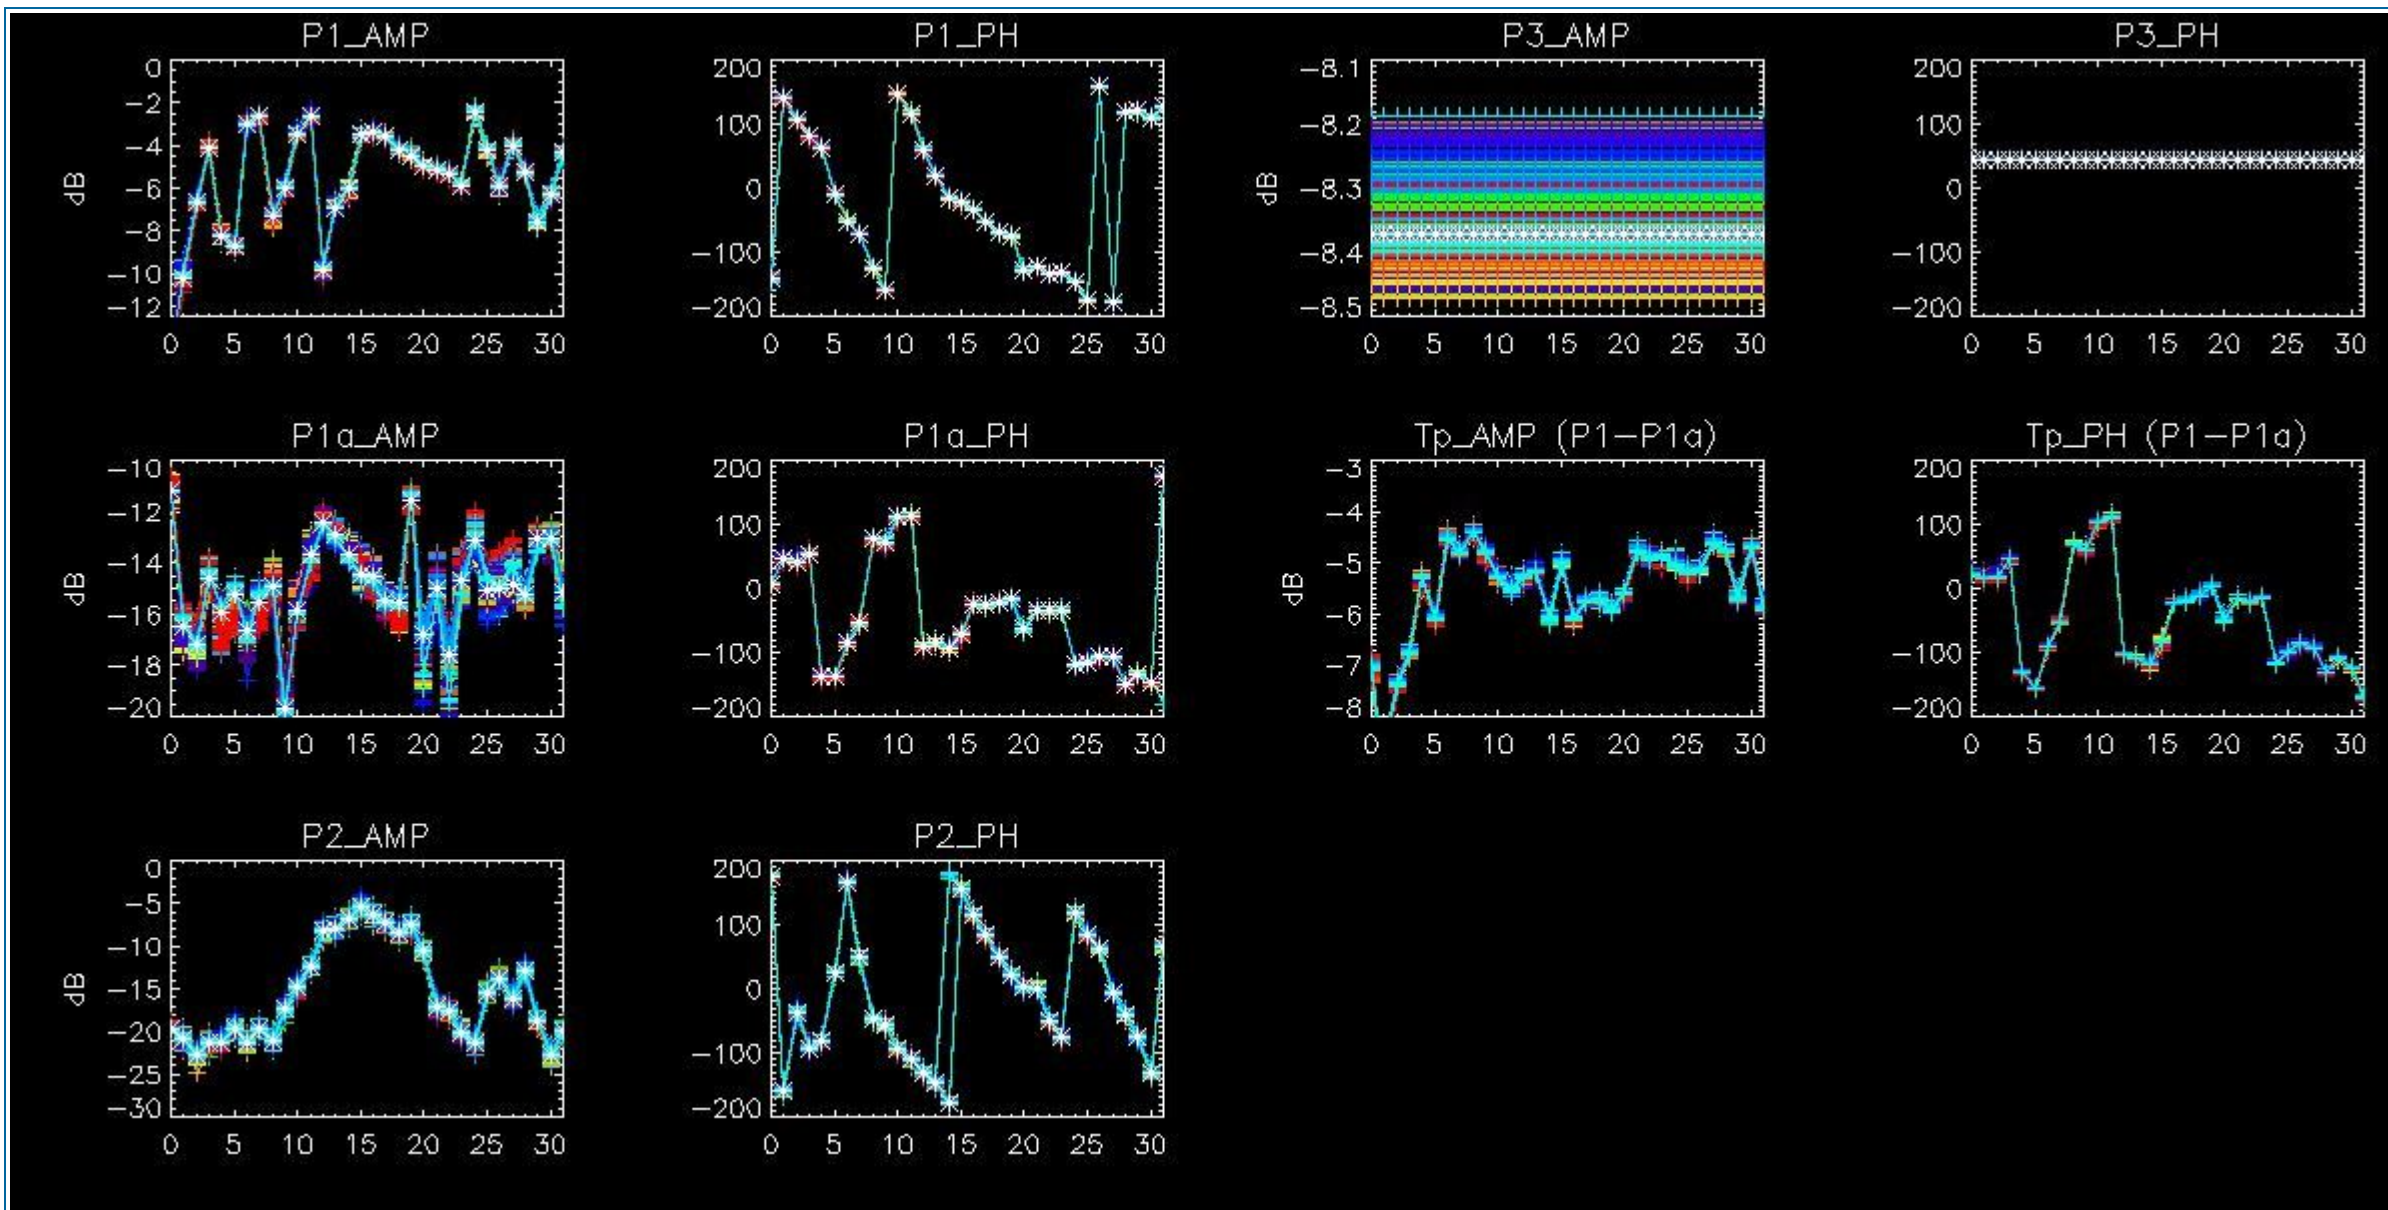 P1_AMP
P1_PH
P3_AMP
P3_PH
0
−2
−4
−6
−8
−10
−12
dB
0 5 10 15 20 25 30
200
100
0
−100
−200
0 5 10 15 20 25 30
−8.1
−8.2
−8.3
−8.4
−8.5
dB
0 5 10 15 20 25 30
200
100
0
−100
−200
0 5 10 15 20 25 30
P1a_AMP
P1a_PH
Tp_AMP (P1−P1a)
Tp_PH (P1−P1a)
−10
−12
−14
−16
−18
−20
dB
0 5 10 15 20 25 30
200
100
0
−100
−200
0 5 10 15 20 25 30
−3
−4
−5
−6
−7
−8
dB
0 5 10 15 20 25 30
200
100
0
−100
−200
0 5 10 15 20 25 30
P2_AMP
P2_PH
0
−5
−10
−15
−20
−25
−30
dB
0 5 10 15 20 25 30
200
100
0
−100
−200
0 5 10 15 20 25 30